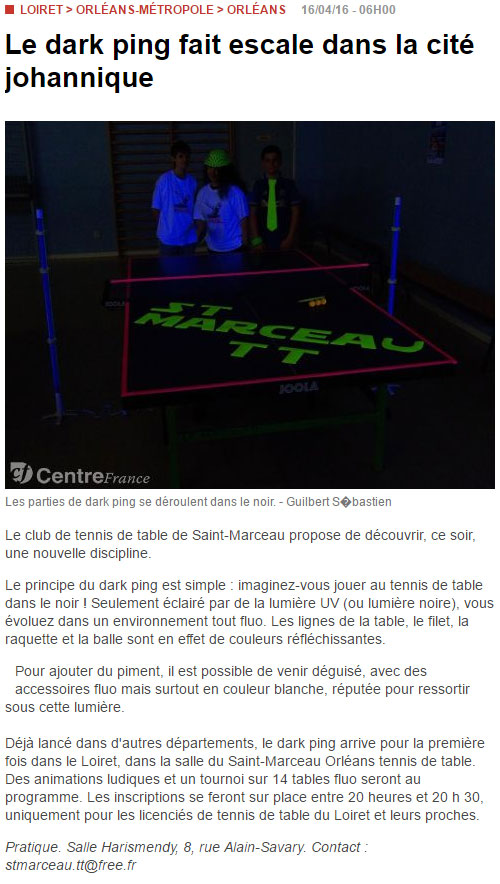 LOIRET > ORLÉANS-MÉTROPOLE > ORLÉANS 16/04/16 - 06H00
Le dark ping fait escale dans la cité
johannique
ST
MARCEAU
TT
JOOLA
JOOLA
CentreFrance
Les parties de dark ping se déroulent dans le noir. - Guilbert S�bastien
Le club de tennis de table de Saint-Marceau propose de découvrir, ce soir,
une nouvelle discipline.
Le principe du dark ping est simple : imaginez-vous jouer au tennis de table
dans le noir ! Seulement éclairé par de la lumière UV (ou lumière noire), vous
évoluez dans un environnement tout fluo. Les lignes de la table, le filet, la
raquette et la balle sont en effet de couleurs réfléchissantes.
Pour ajouter du piment, il est possible de venir déguisé, avec des
accessoires fluo mais surtout en couleur blanche, réputée pour ressortir
sous cette lumière.
Déjà lancé dans d'autres départements, le dark ping arrive pour la première
fois dans le Loiret, dans la salle du Saint-Marceau Orléans tennis de table.
Des animations ludiques et un tournoi sur 14 tables fluo seront au
programme. Les inscriptions se feront sur place entre 20 heures et 20 h 30,
uniquement pour les licenciés de tennis de table du Loiret et leurs proches.
Pratique. Salle Harismendy, 8, rue Alain-Savary. Contact :
stmarceau.tt@free.fr